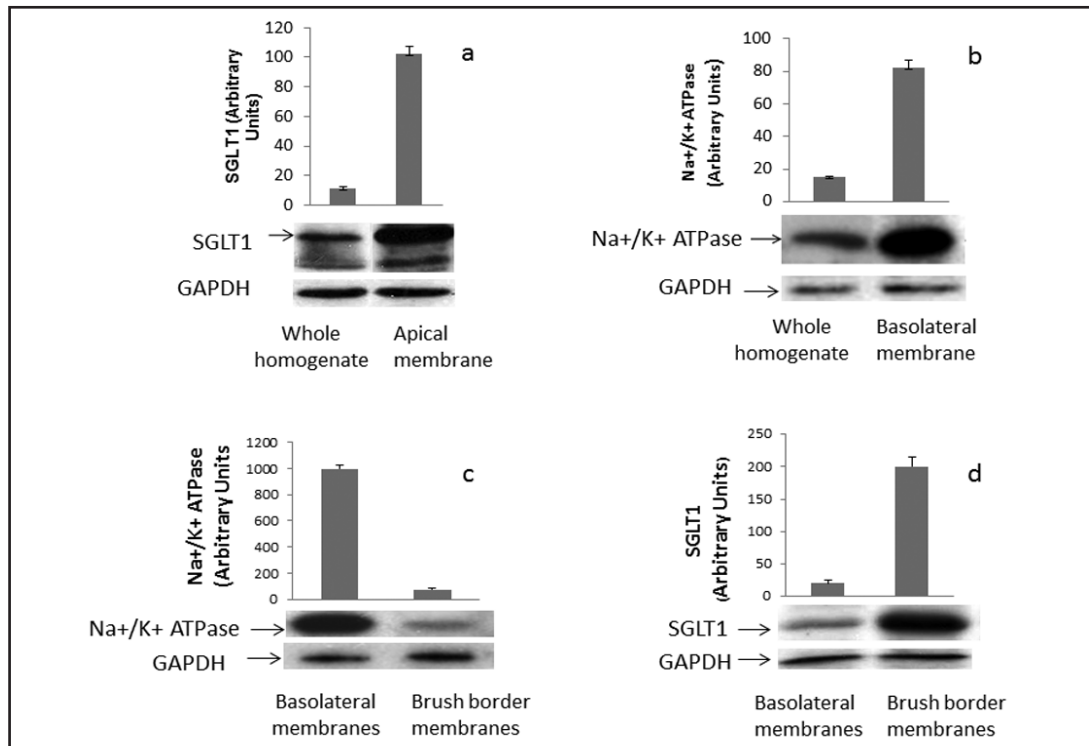 a
SGLT1 (Arbitrary
Units)
120
100
80
60
40
20
0
SGLT1
GAPDH
Whole
homogenate
Apical
membrane
b
Na+/K+ ATPase
(Arbitrary Units)
100
80
60
40
20
0
Na+/K+ ATPase
GAPDH
Whole
homogenate
Basolateral
membrane
c
Na+/K+ ATPase
(Arbitrary Units
1200
1000
800
600
400
200
0
Na+/K+ ATPase
GAPDH
Basolateral
membranes
Brush border
membranes
d
SGLT1
(Arbitrary Units)
250
200
150
100
50
0
SGLT1
GAPDH
Basolateral
membranes
Brush border
membranes